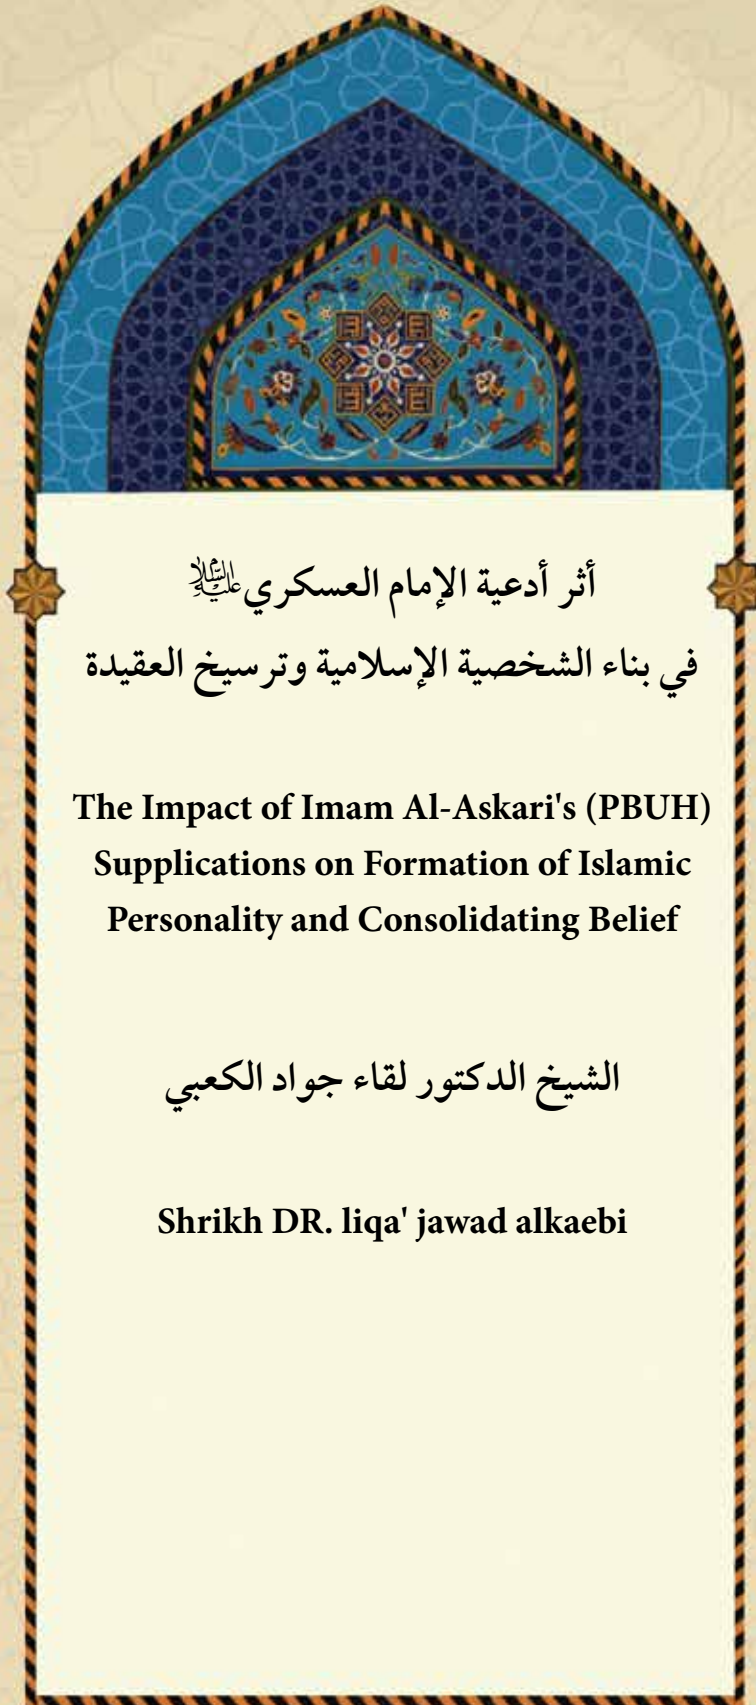 أثر أدعية الإمام العسكري عليه السلام
في بناء الشخصية الإسلامية وترسيخ العقيدة
The Impact of Imam Al-Askari's (PBUH)
Supplications on Formation of Islamic
Personality and Consolidating Belief
الشيخ الدكتور لقاء جواد الكعبي
Shrikh DR. liqa' jawad alkaebi